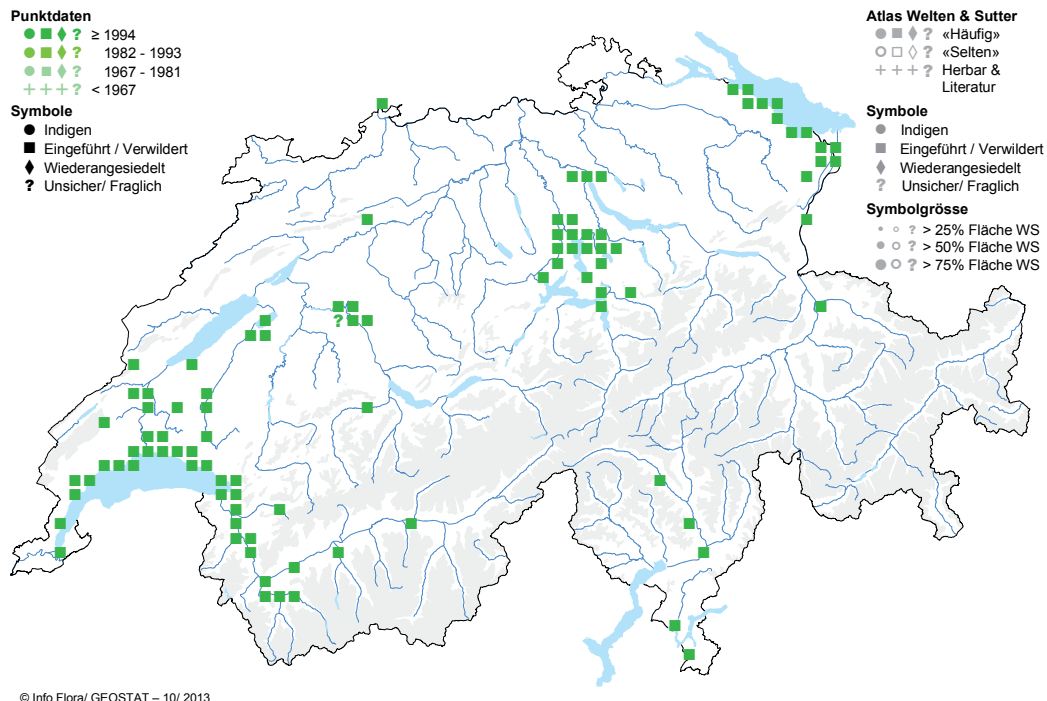 Punktdaten
? ≥ 1994
? 1982 - 1993
? 1967 - 1981
? < 1967
Symbole
Indigen
Eingeführt / Verwildert
Wiederangesiedelt
? Unsicher/ Fraglich
Atlas Welten & Sutter
? «Häufig»
? «Selten»
? Herbar &
Literatur
Symbole
Indigen
Eingeführt / Verwildert
Wiederangesiedelt
? Unsicher/ Fraglich
Symbolgrösse
? > 25% Fläche WS
? > 50% Fläche WS
? > 75% Fläche WS
?
© Info Flora/ GEOSTAT – 10/ 2013